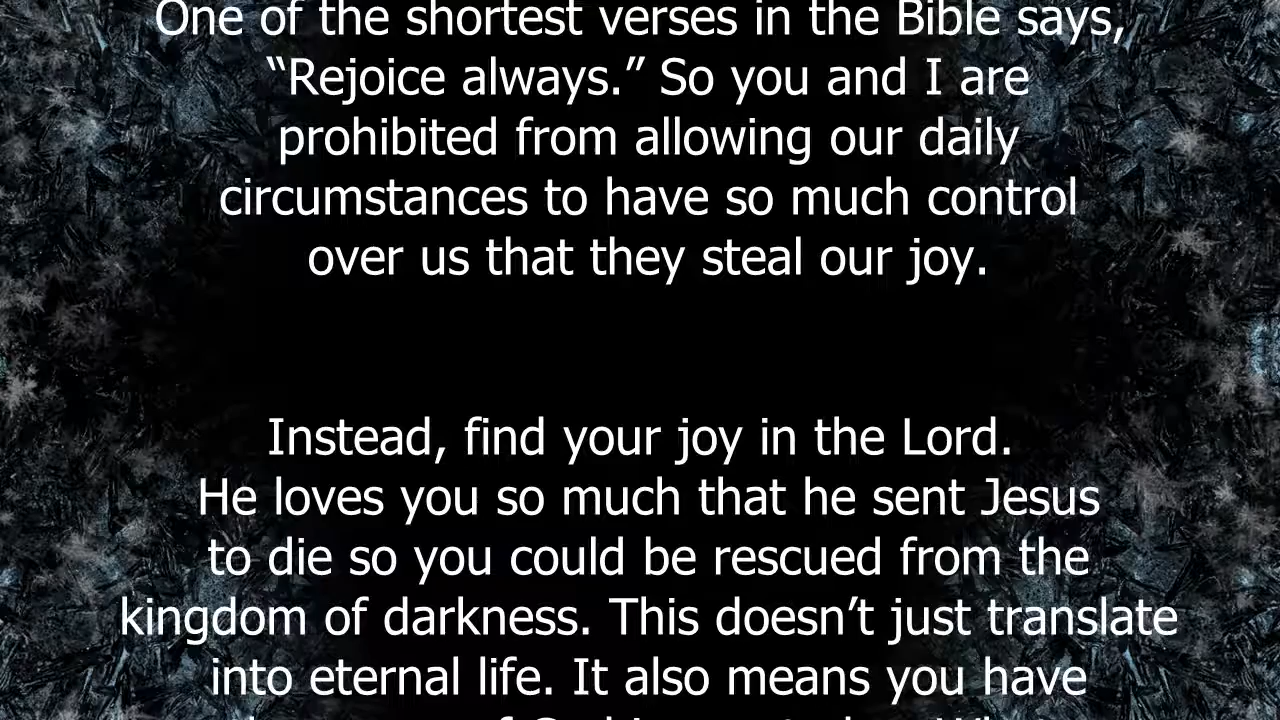 One of the shortest verses in the Bible says,
“Rejoice always.” So you and I are
prohibited from allowing our daily
circumstances to have so much control
over us that they steal our joy.
Instead, find your joy in the Lord.
He loves you so much that he sent Jesus
to die so you could be rescued from the
kingdom of darkness. This doesn’t just translate
into eternal life. It also means you have